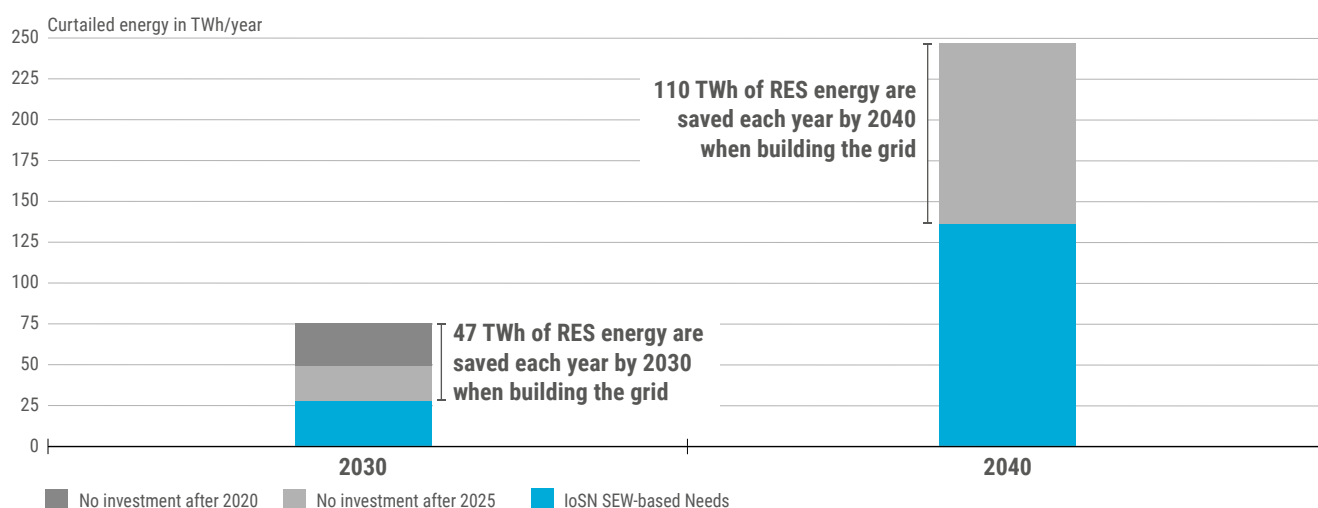 Curtailed energy in TWh/year
250
225
200
175
150
125
100
75
50
25
0
110 TWh of RES energy are
saved each year by 2040
when building the grid
47 TWh of RES energy are
saved each year by 2030
when building the grid
2030
2040
No investment after 2020
No investment after 2025
IoSN SEW-based Needs